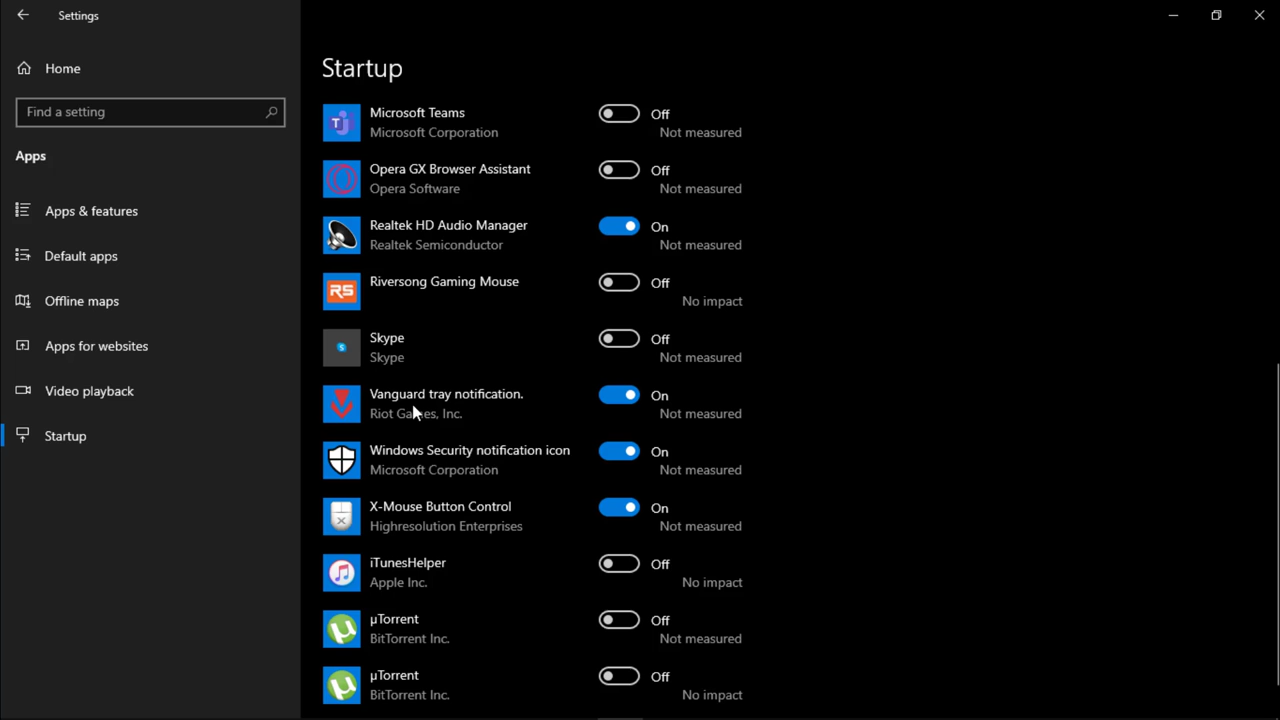 Settings
Home
Find a setting
Apps
Apps & features
Default apps
Offline maps
Apps for websites
Video playback
Startup
Startup
Microsoft Teams
Off
Microsoft Corporation
Not measured
Opera GX Browser Assistant
Off
Opera Software
Not measured
Realtek HD Audio Manager
On
Realtek Semiconductor
Not measured
RS
Riversong Gaming Mouse
Off
No impact
Skype
Off
Skype
Not measured
Vanguard tray notification.
On
Riot Games, Inc.
Not measured
Windows Security notification icon
On
Microsoft Corporation
Not measured
X-Mouse Button Control
On
Highresolution Enterprises
Not measured
iTunesHelper
Off
Apple Inc.
No impact
µTorrent
Off
BitTorrent Inc.
Not measured
µTorrent
Off
BitTorrent Inc.
No impact